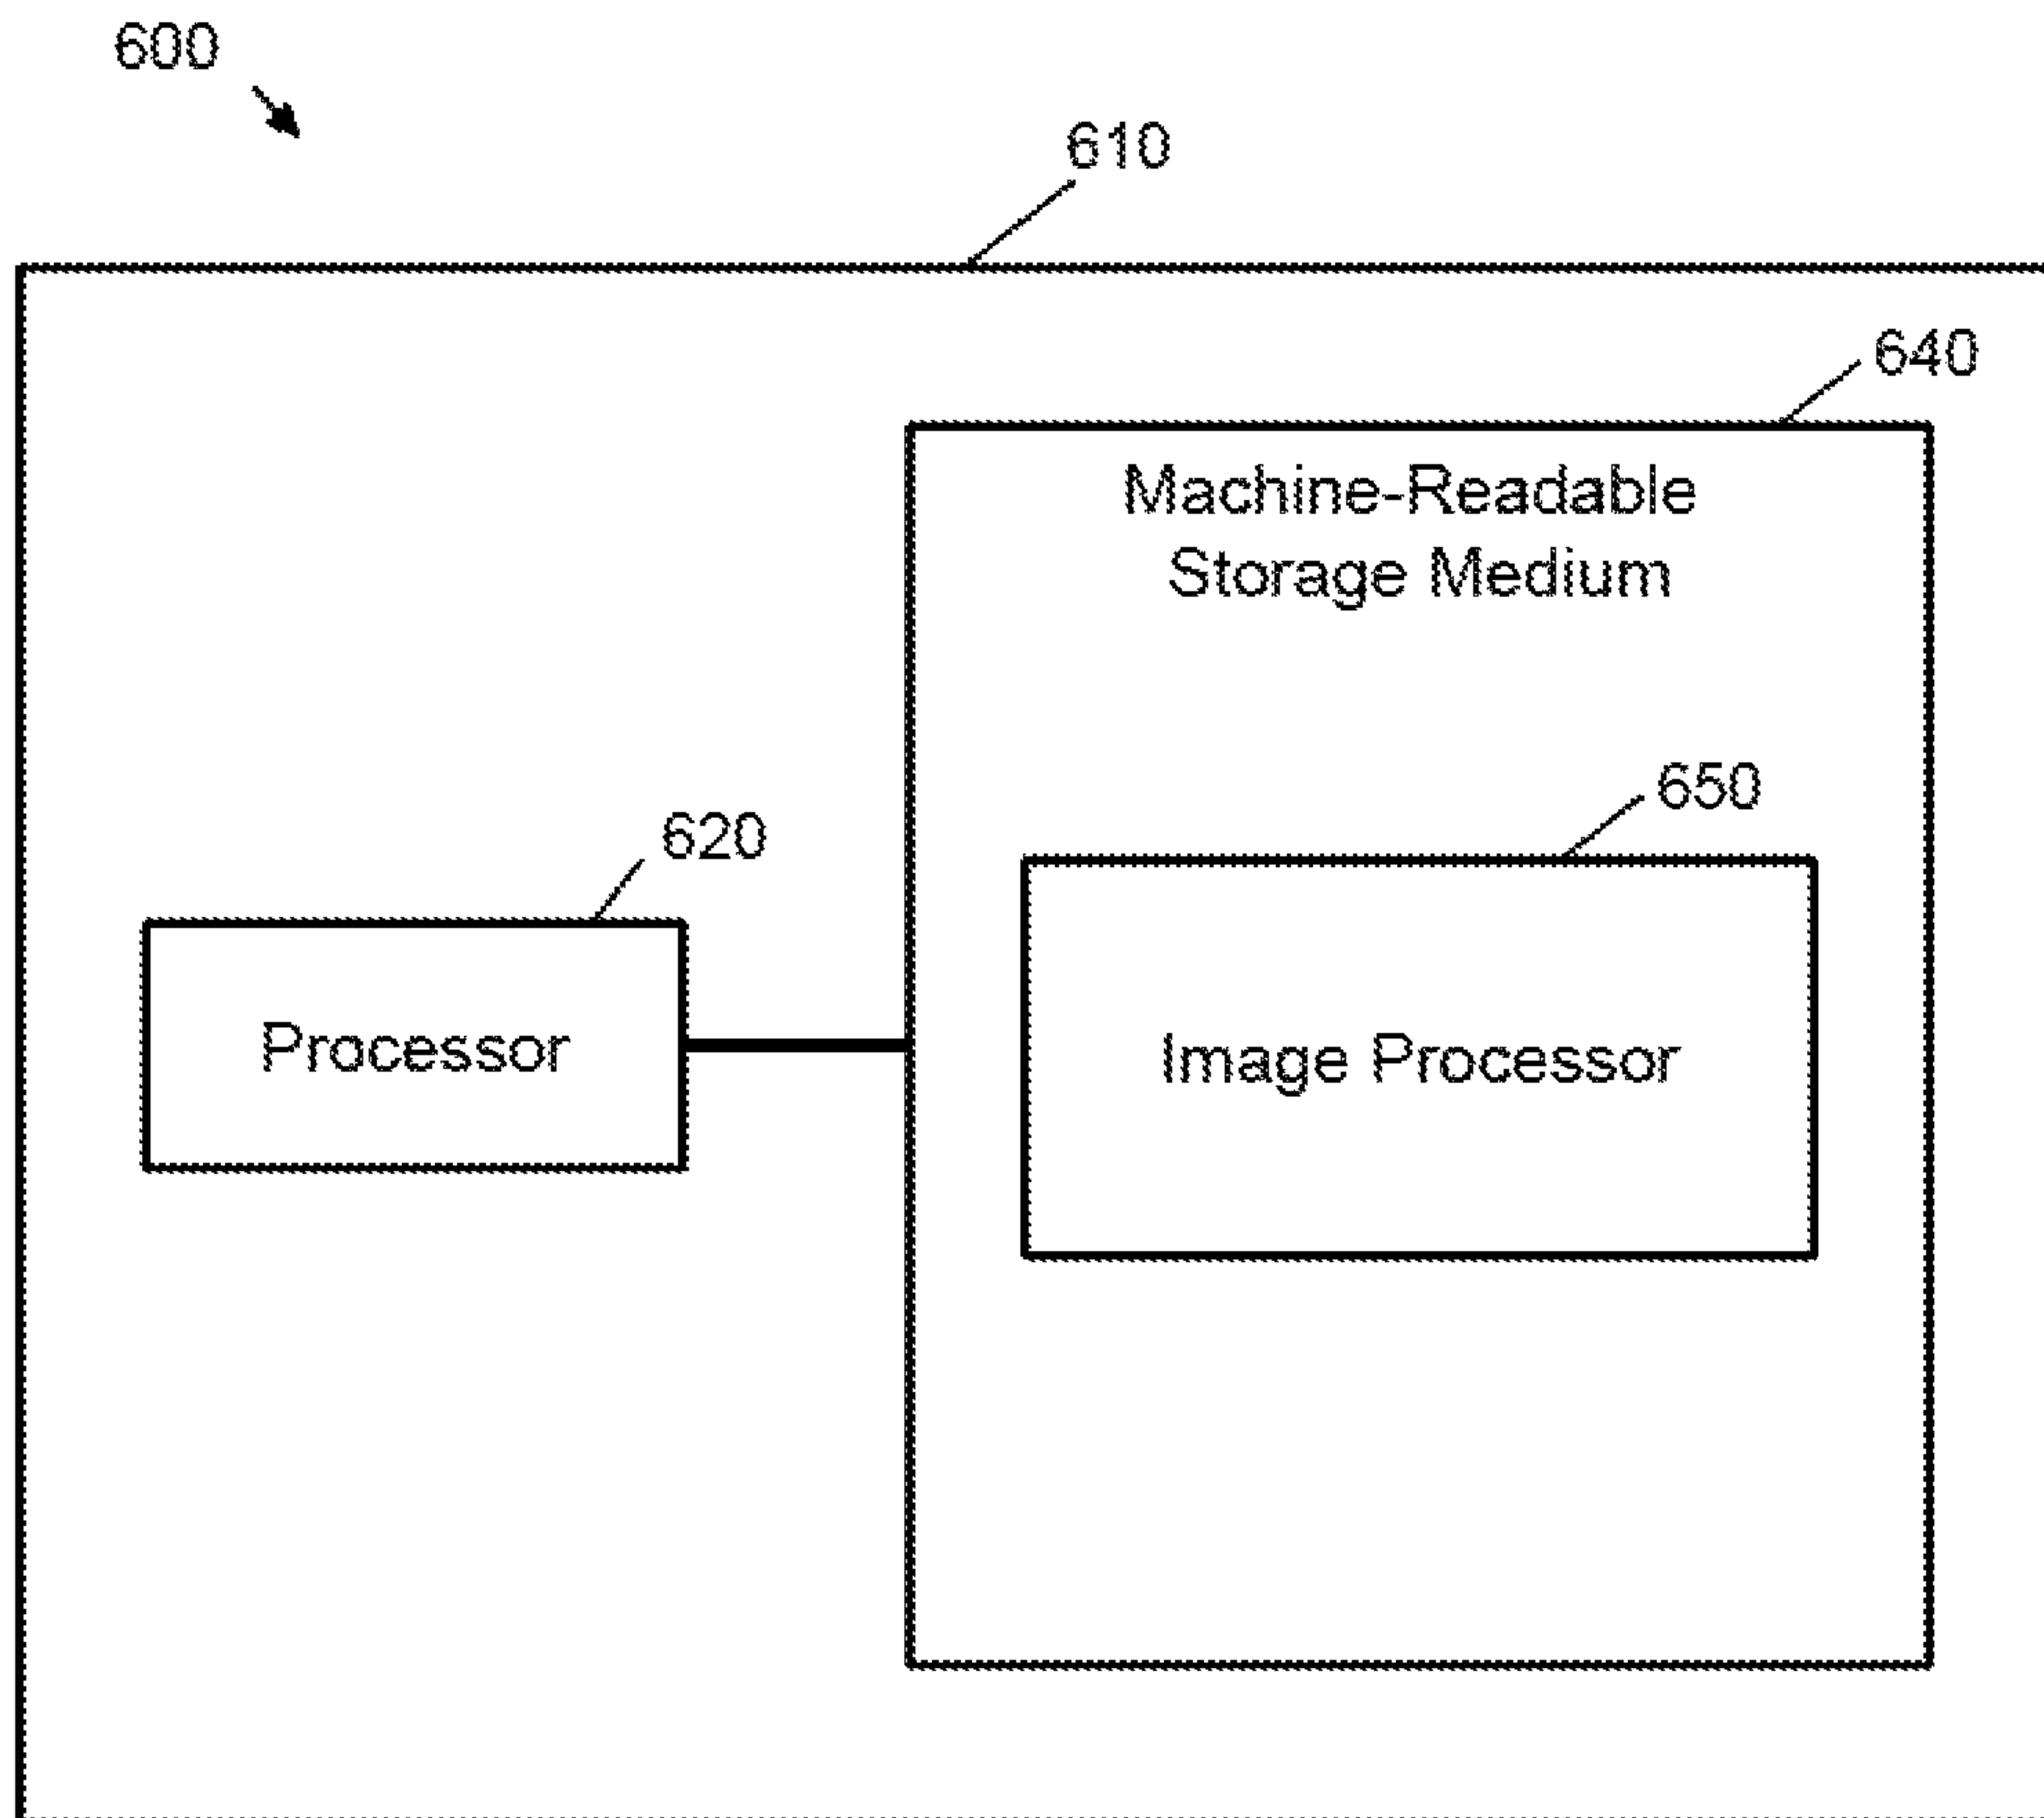 600
610
640
Machine-Readable
Storage Medium
650
620
Processor
Image Processor